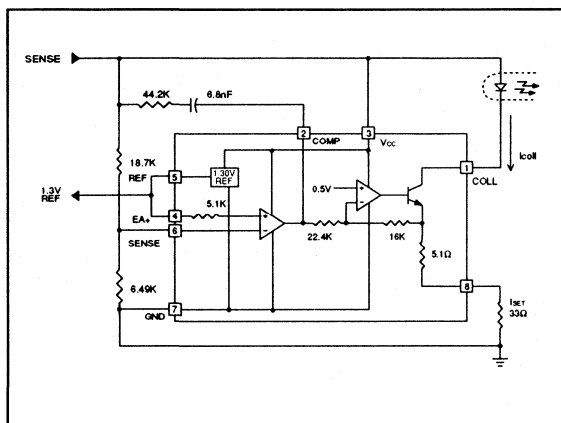 SENSE
44.2K
6.8nF
2
3
COMP
VCC
18.7K
REF
5
1.30V
REF
1
COLL
Icoll
1.3V
REF
0.5V
EA+
4
5.1K
SENSE
6
22.4K
16K
5.1Ω
6.49K
8
7
GND
ISET
33Ω
+
-
+
-